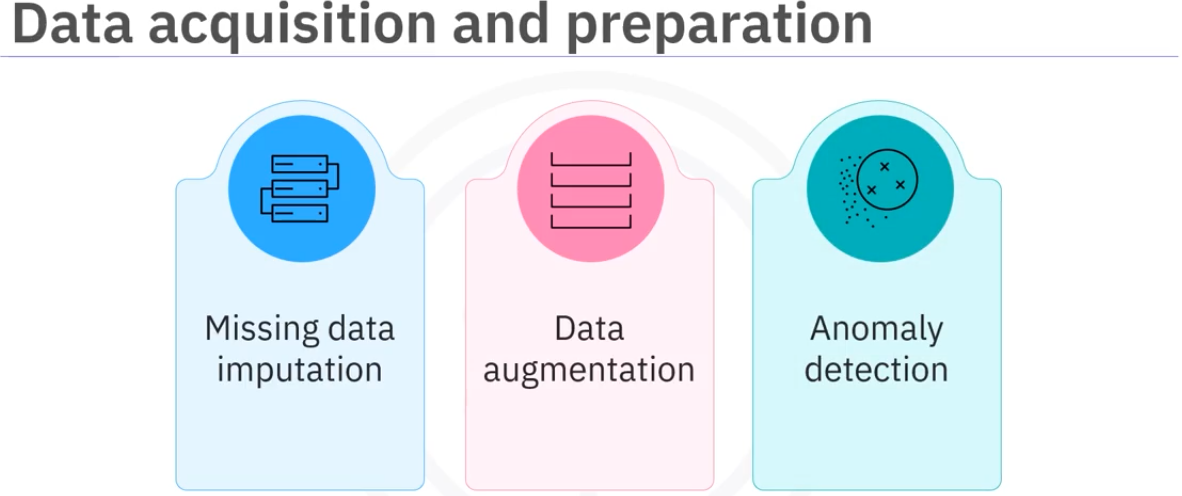 Data acquisition and preparation
Missing data
imputation
Data
augmentation
Anomaly
detection